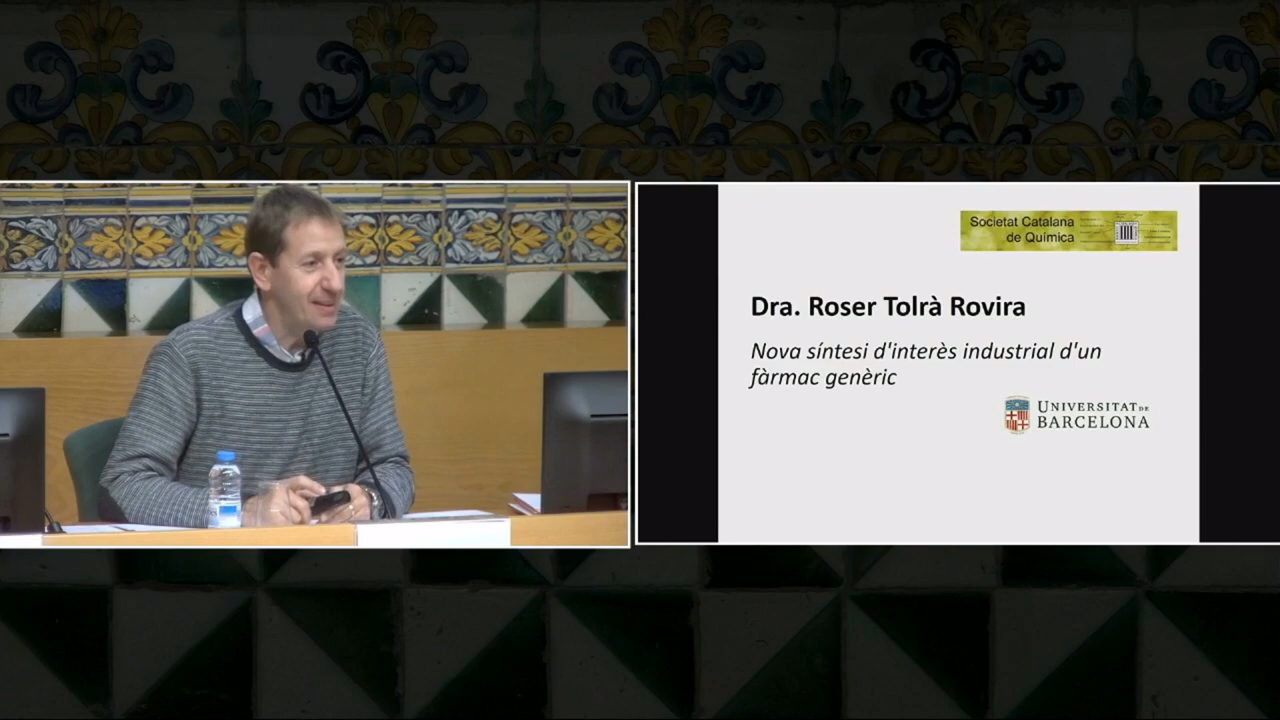 Societat Catalana
de Química
Dra. Roser Tolrà Rovira
Nova síntesi d'interès industrial d'un
fàrmac genèric
UNIVERSITAT DE
BARCELONA